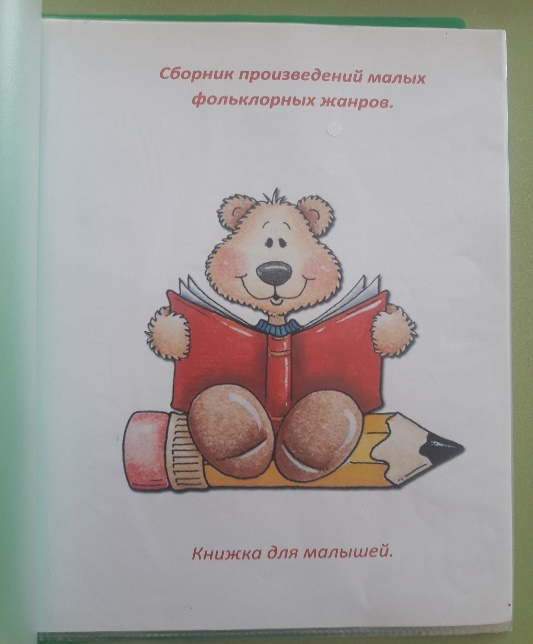 Сборник произведений малых
фольклорных жанров.
Книжка для малышей.